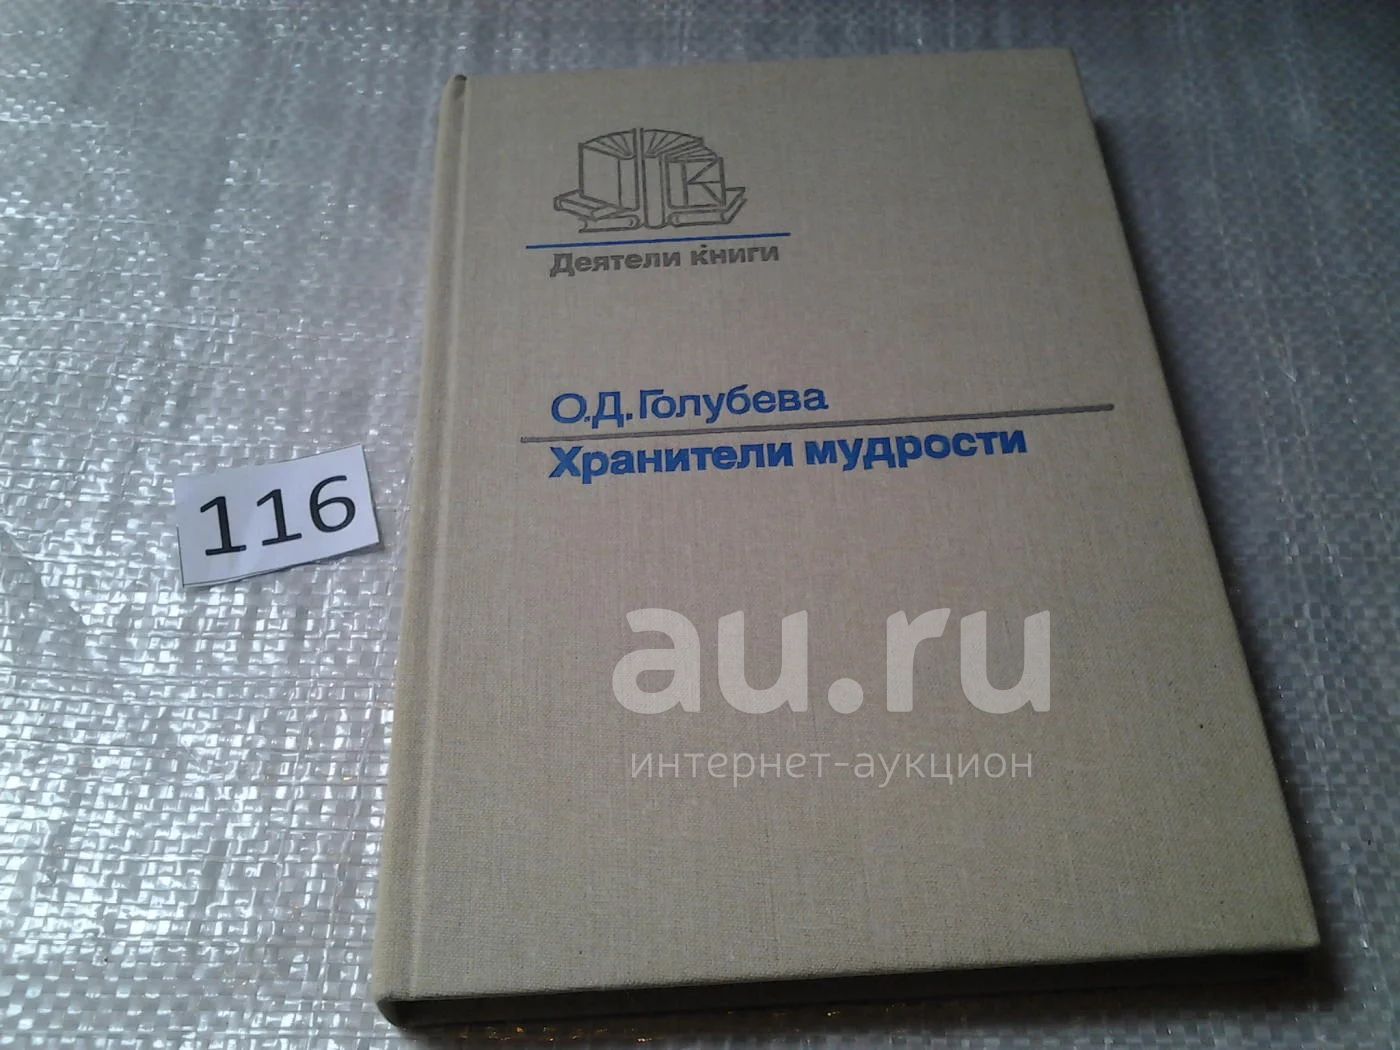 Деятели книги
О.Д.Голубева
Хранители мудрости
116
au.ru
интернет-аукцион